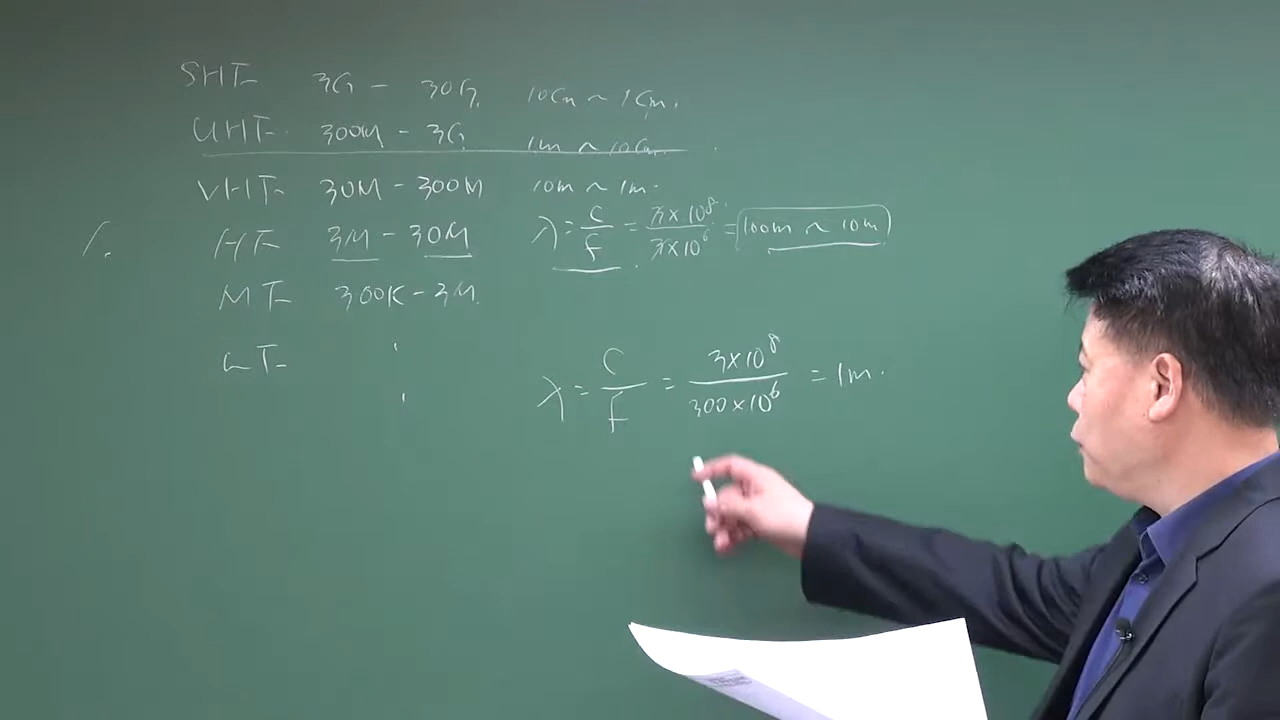 SHF 3G - 30G. 10cm ~ 1cm.
UHF 300M - 3G 1m ~ 10cm
VHF 30M - 300M 10m ~ 1m.
1. HF 3M - 30M λ = C/F = 3×10⁸/3×10⁶ = 100m ~ 10m
MF 300K - 3M.
LF
λ = C/F = 3×10⁸/300×10⁶ = 1m.